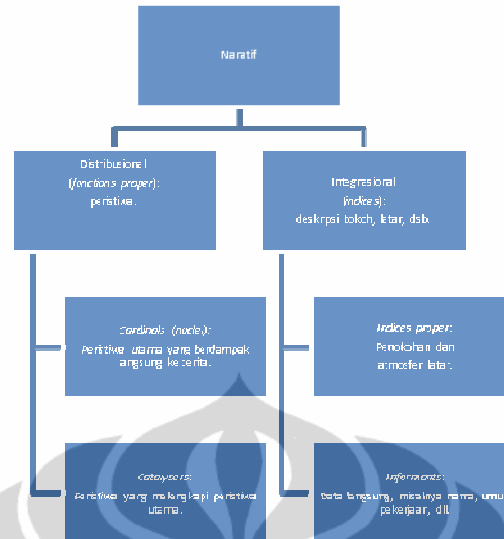 Naratif
Distribusional
(fonctions proper):
peristiwa.
Integrasional
(indices):
deskripsi tokoh, latar, dsb.
Cardinals (nuclei):
Peristiwa utama yang berdampak
langsung ke cerita.
Indices proper:
Penokohan dan
atmosfer latar.
Catalysers:
Peristiwa yang melengkapi peristiwa
utama.
Informants:
Data langsung, misalnya nama, umu
pekerjaan, dll.